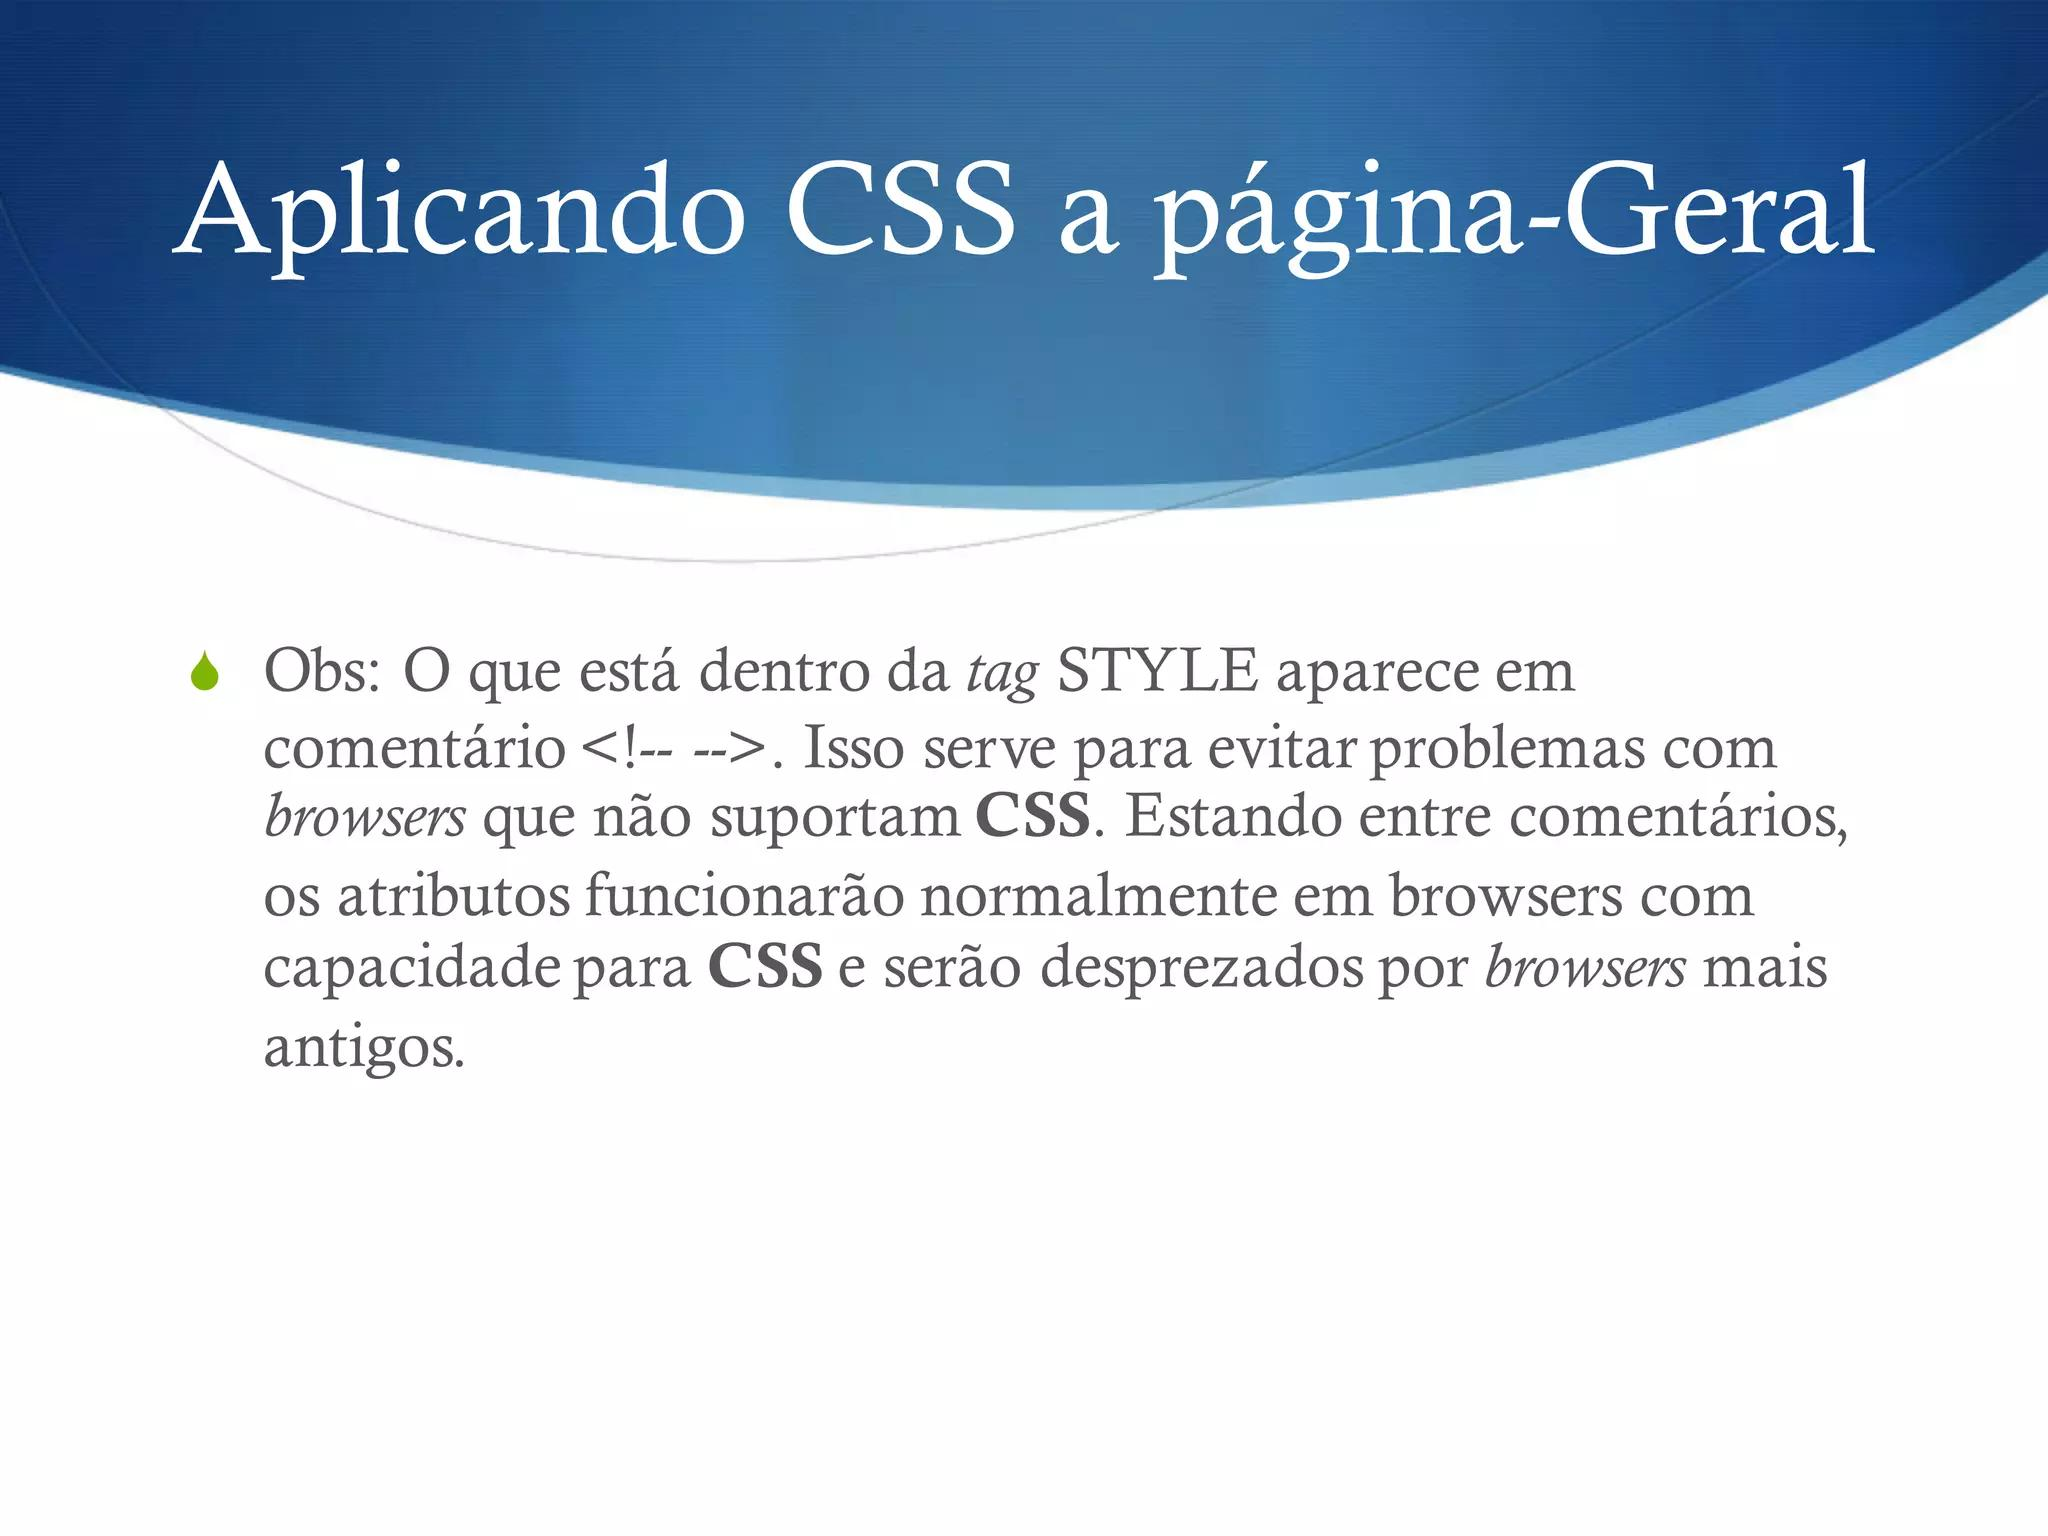 Aplicando CSS a página-Geral
Obs: O que está dentro da tag STYLE aparece em
comentário <!-- -->. Isso serve para evitar problemas com
browsers que não suportam CSS. Estando entre comentários,
os atributos funcionarão normalmente em browsers com
capacidade para CSS e serão desprezados por browsers mais
antigos.